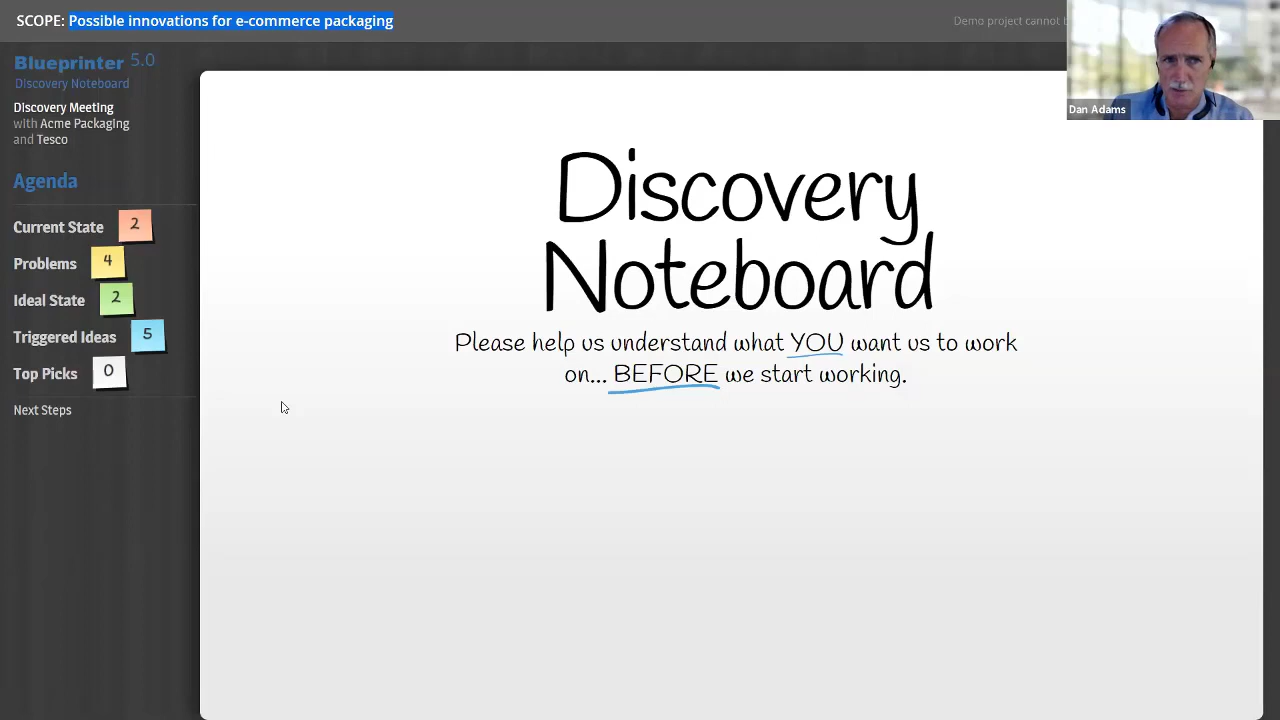 SCOPE: Possible innovations for e-commerce packaging
Demo project cannot
Dan Adams
Blueprinter 5.0
Discovery Noteboard
Discovery Meeting
with Acme Packaging
and Tesco
Agenda
Current State 2
Problems 4
Ideal State 2
Triggered Ideas 5
Top Picks 0
Next Steps
Discovery
Noteboard
Please help us understand what YOU want us to work
on... BEFORE we start working.